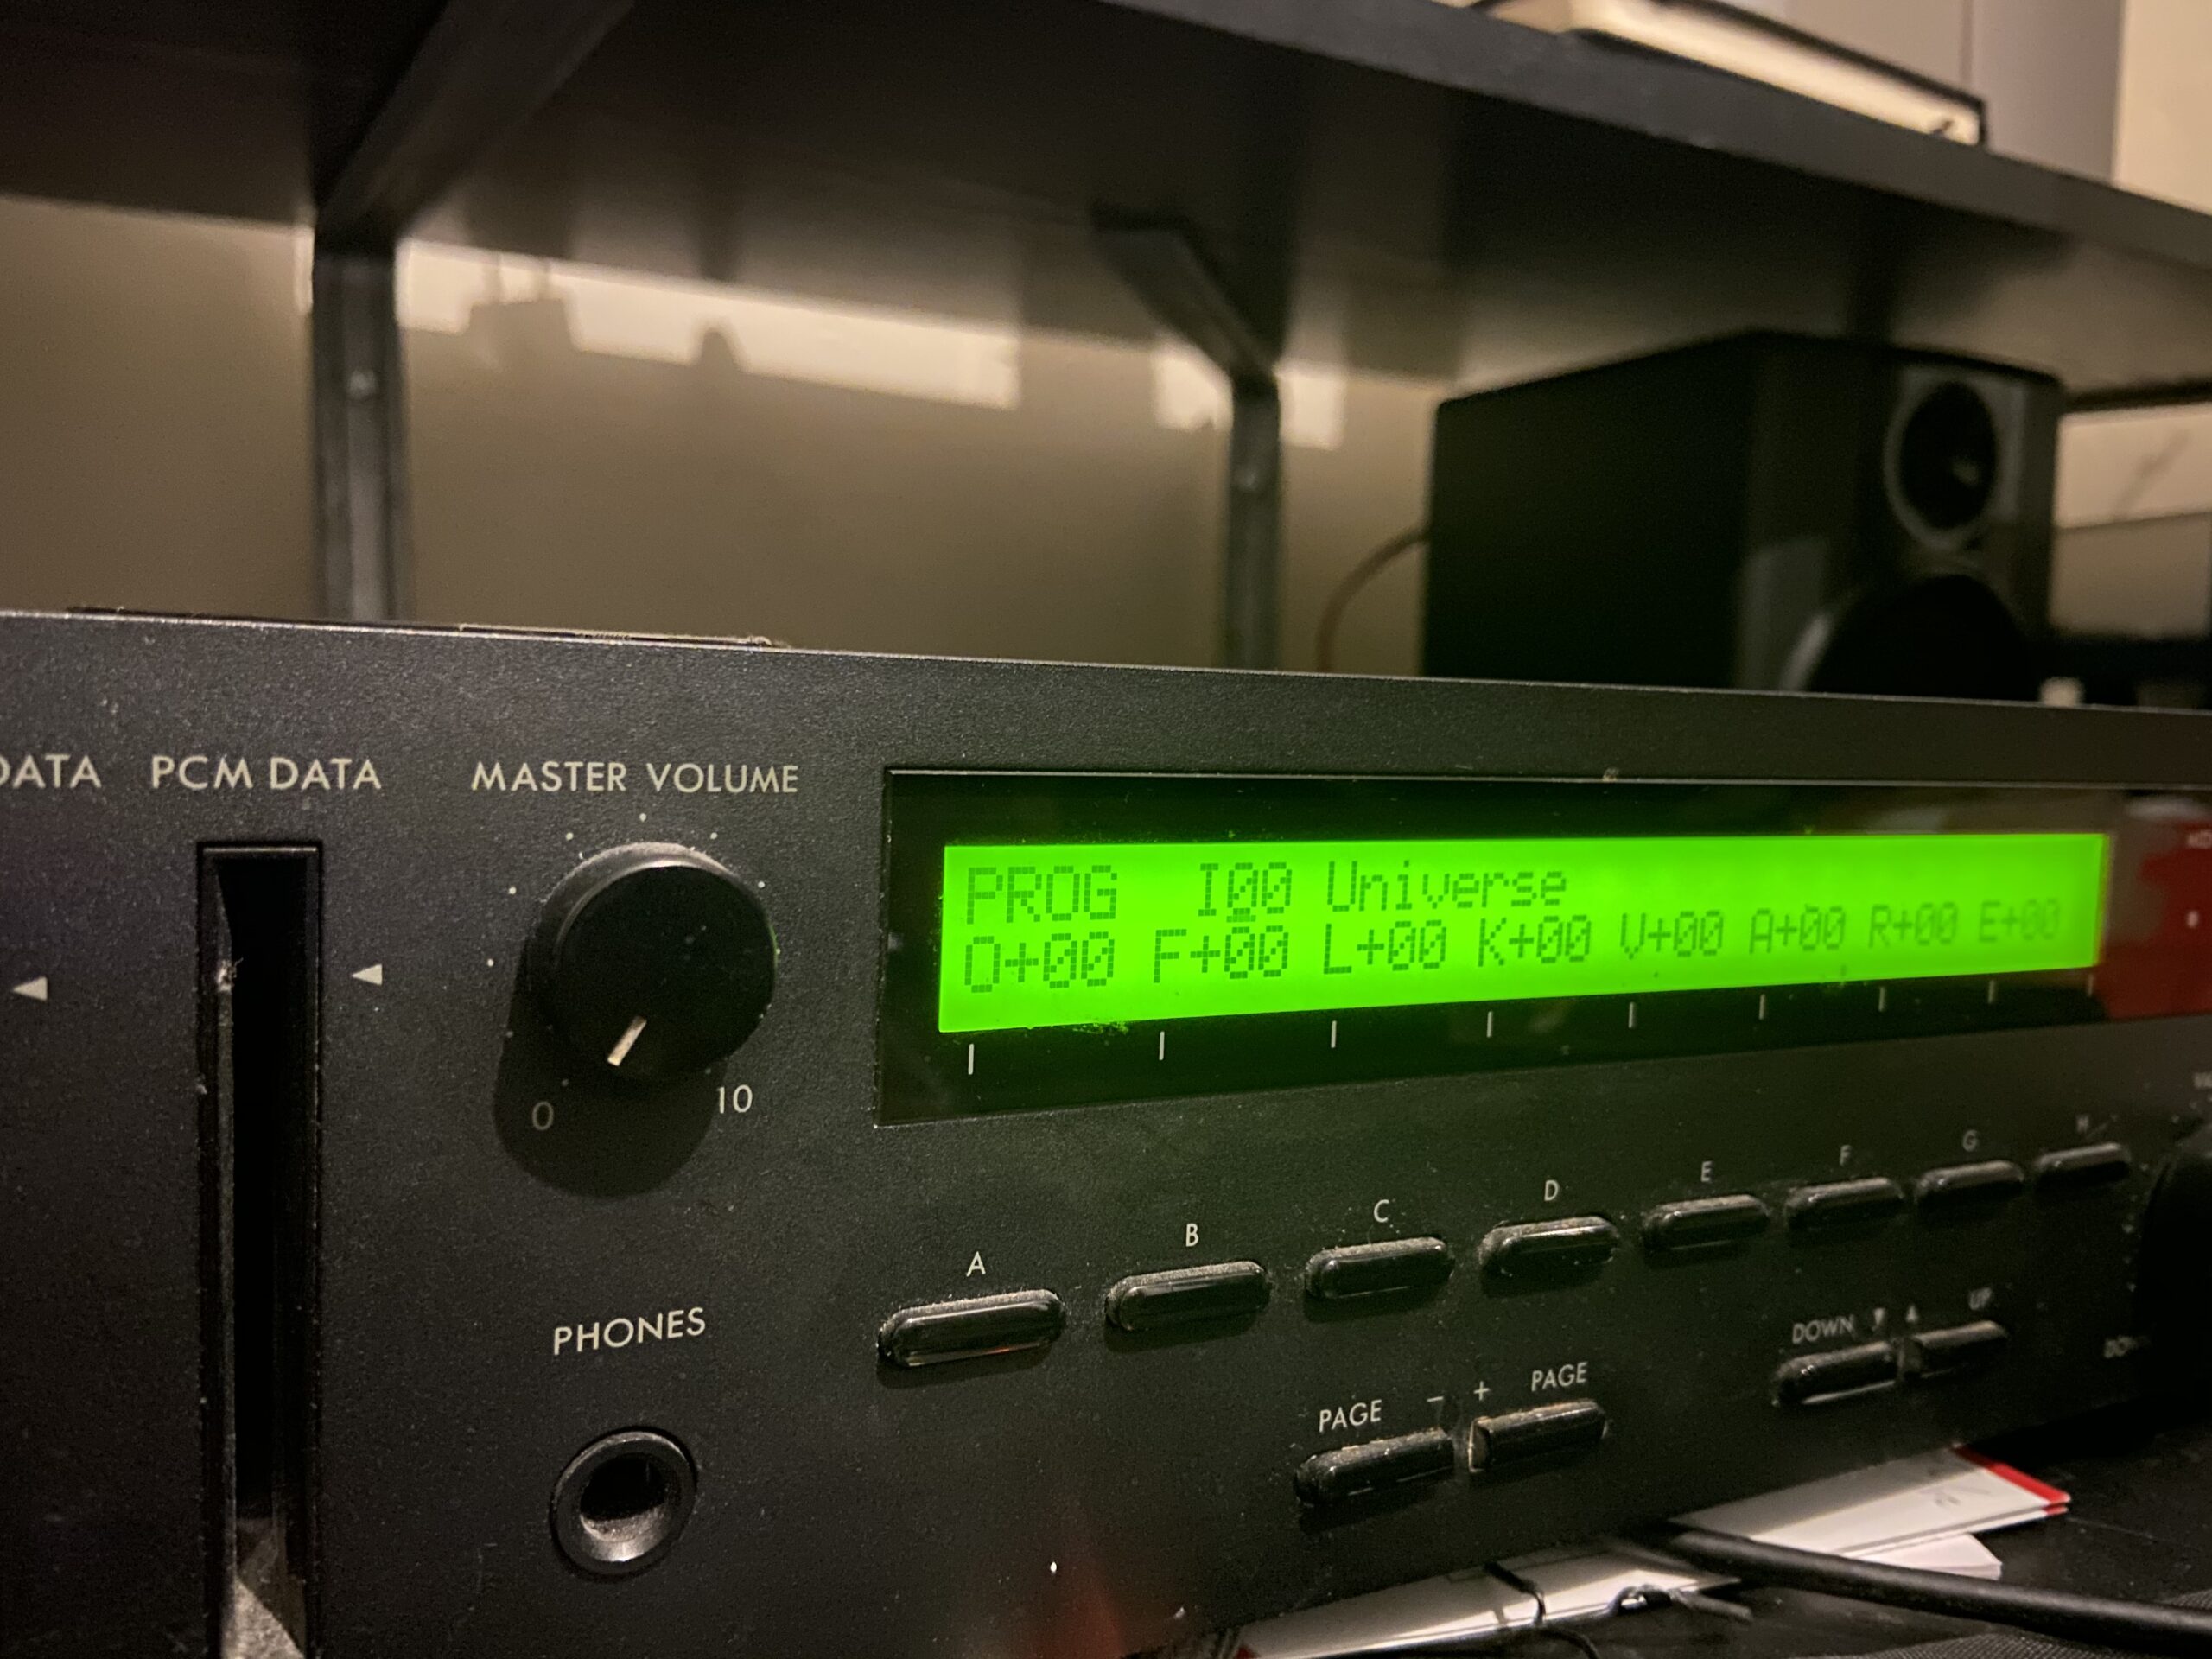 DATA PCM DATA MASTER VOLUME
PROG I00 Universe
O+00 F+00 L+00 K+00 V+00 A+00 R+00 E+00
0 10
A B C D E F G H
PHONES
DOWN UP
PAGE - + PAGE